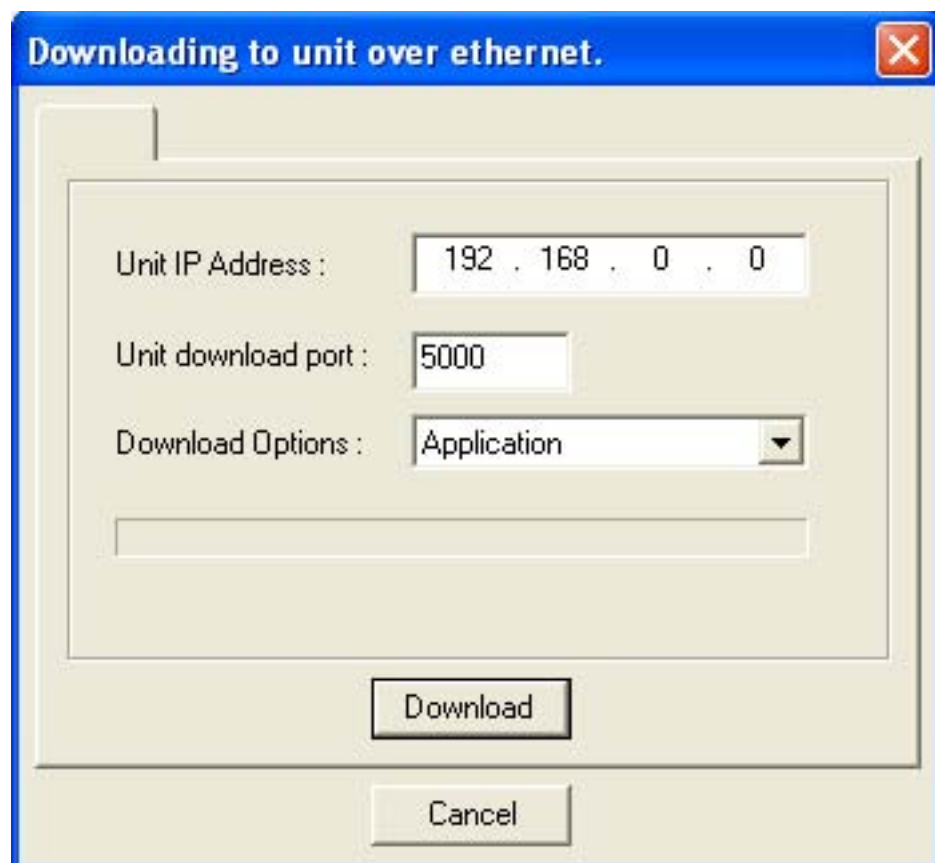 Downloading to unit over ethernet.
Unit IP Address : 192 . 168 . 0 . 0
Unit download port : 5000
Download Options : Application
Download
Cancel